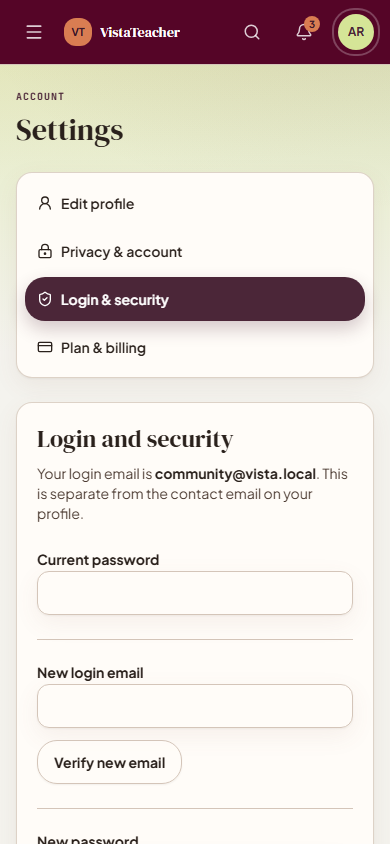 VT VistaTeacher 3 AR
ACCOUNT
Settings
Edit profile
Privacy & account
Login & security
Plan & billing
Login and security
Your login email is community@vista.local. This
is separate from the contact email on your
profile.
Current password
New login email
Verify new email
New password